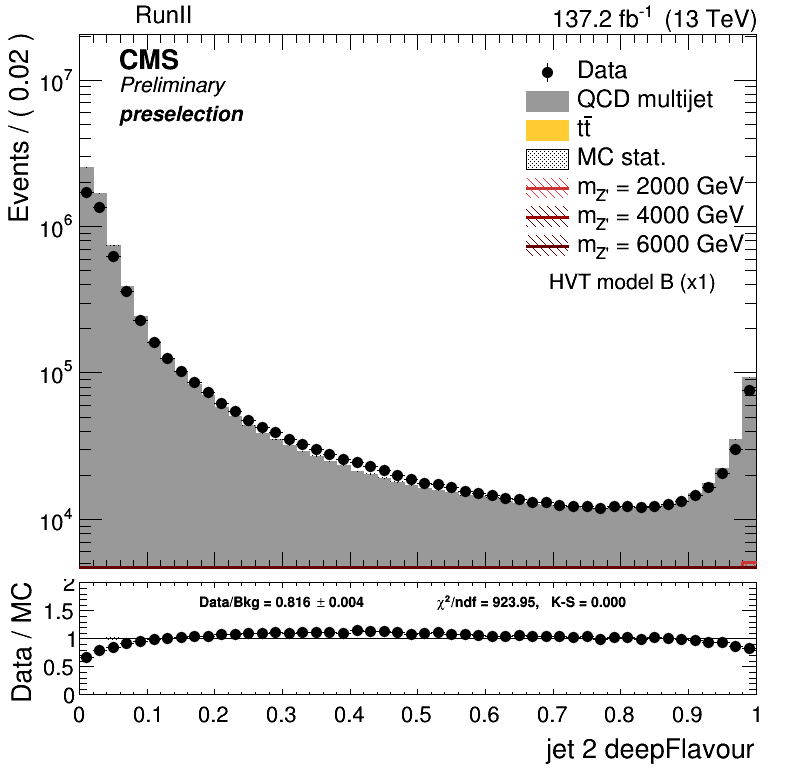 RunII 137.2 fb⁻¹ (13 TeV)
CMS
Preliminary
preselection
Data
QCD multijet
tt̄
MC stat.
m_Z' = 2000 GeV
m_Z' = 4000 GeV
m_Z' = 6000 GeV
HVT model B (x1)
Events / ( 0.02 )
10⁷
10⁶
10⁵
10⁴
Data/Bkg = 0.816 ± 0.004 χ²/ndf = 923.95, K-S = 0.000
Data / MC
2
1.5
1
0.5
0
0 0.1 0.2 0.3 0.4 0.5 0.6 0.7 0.8 0.9 1
jet 2 deepFlavour